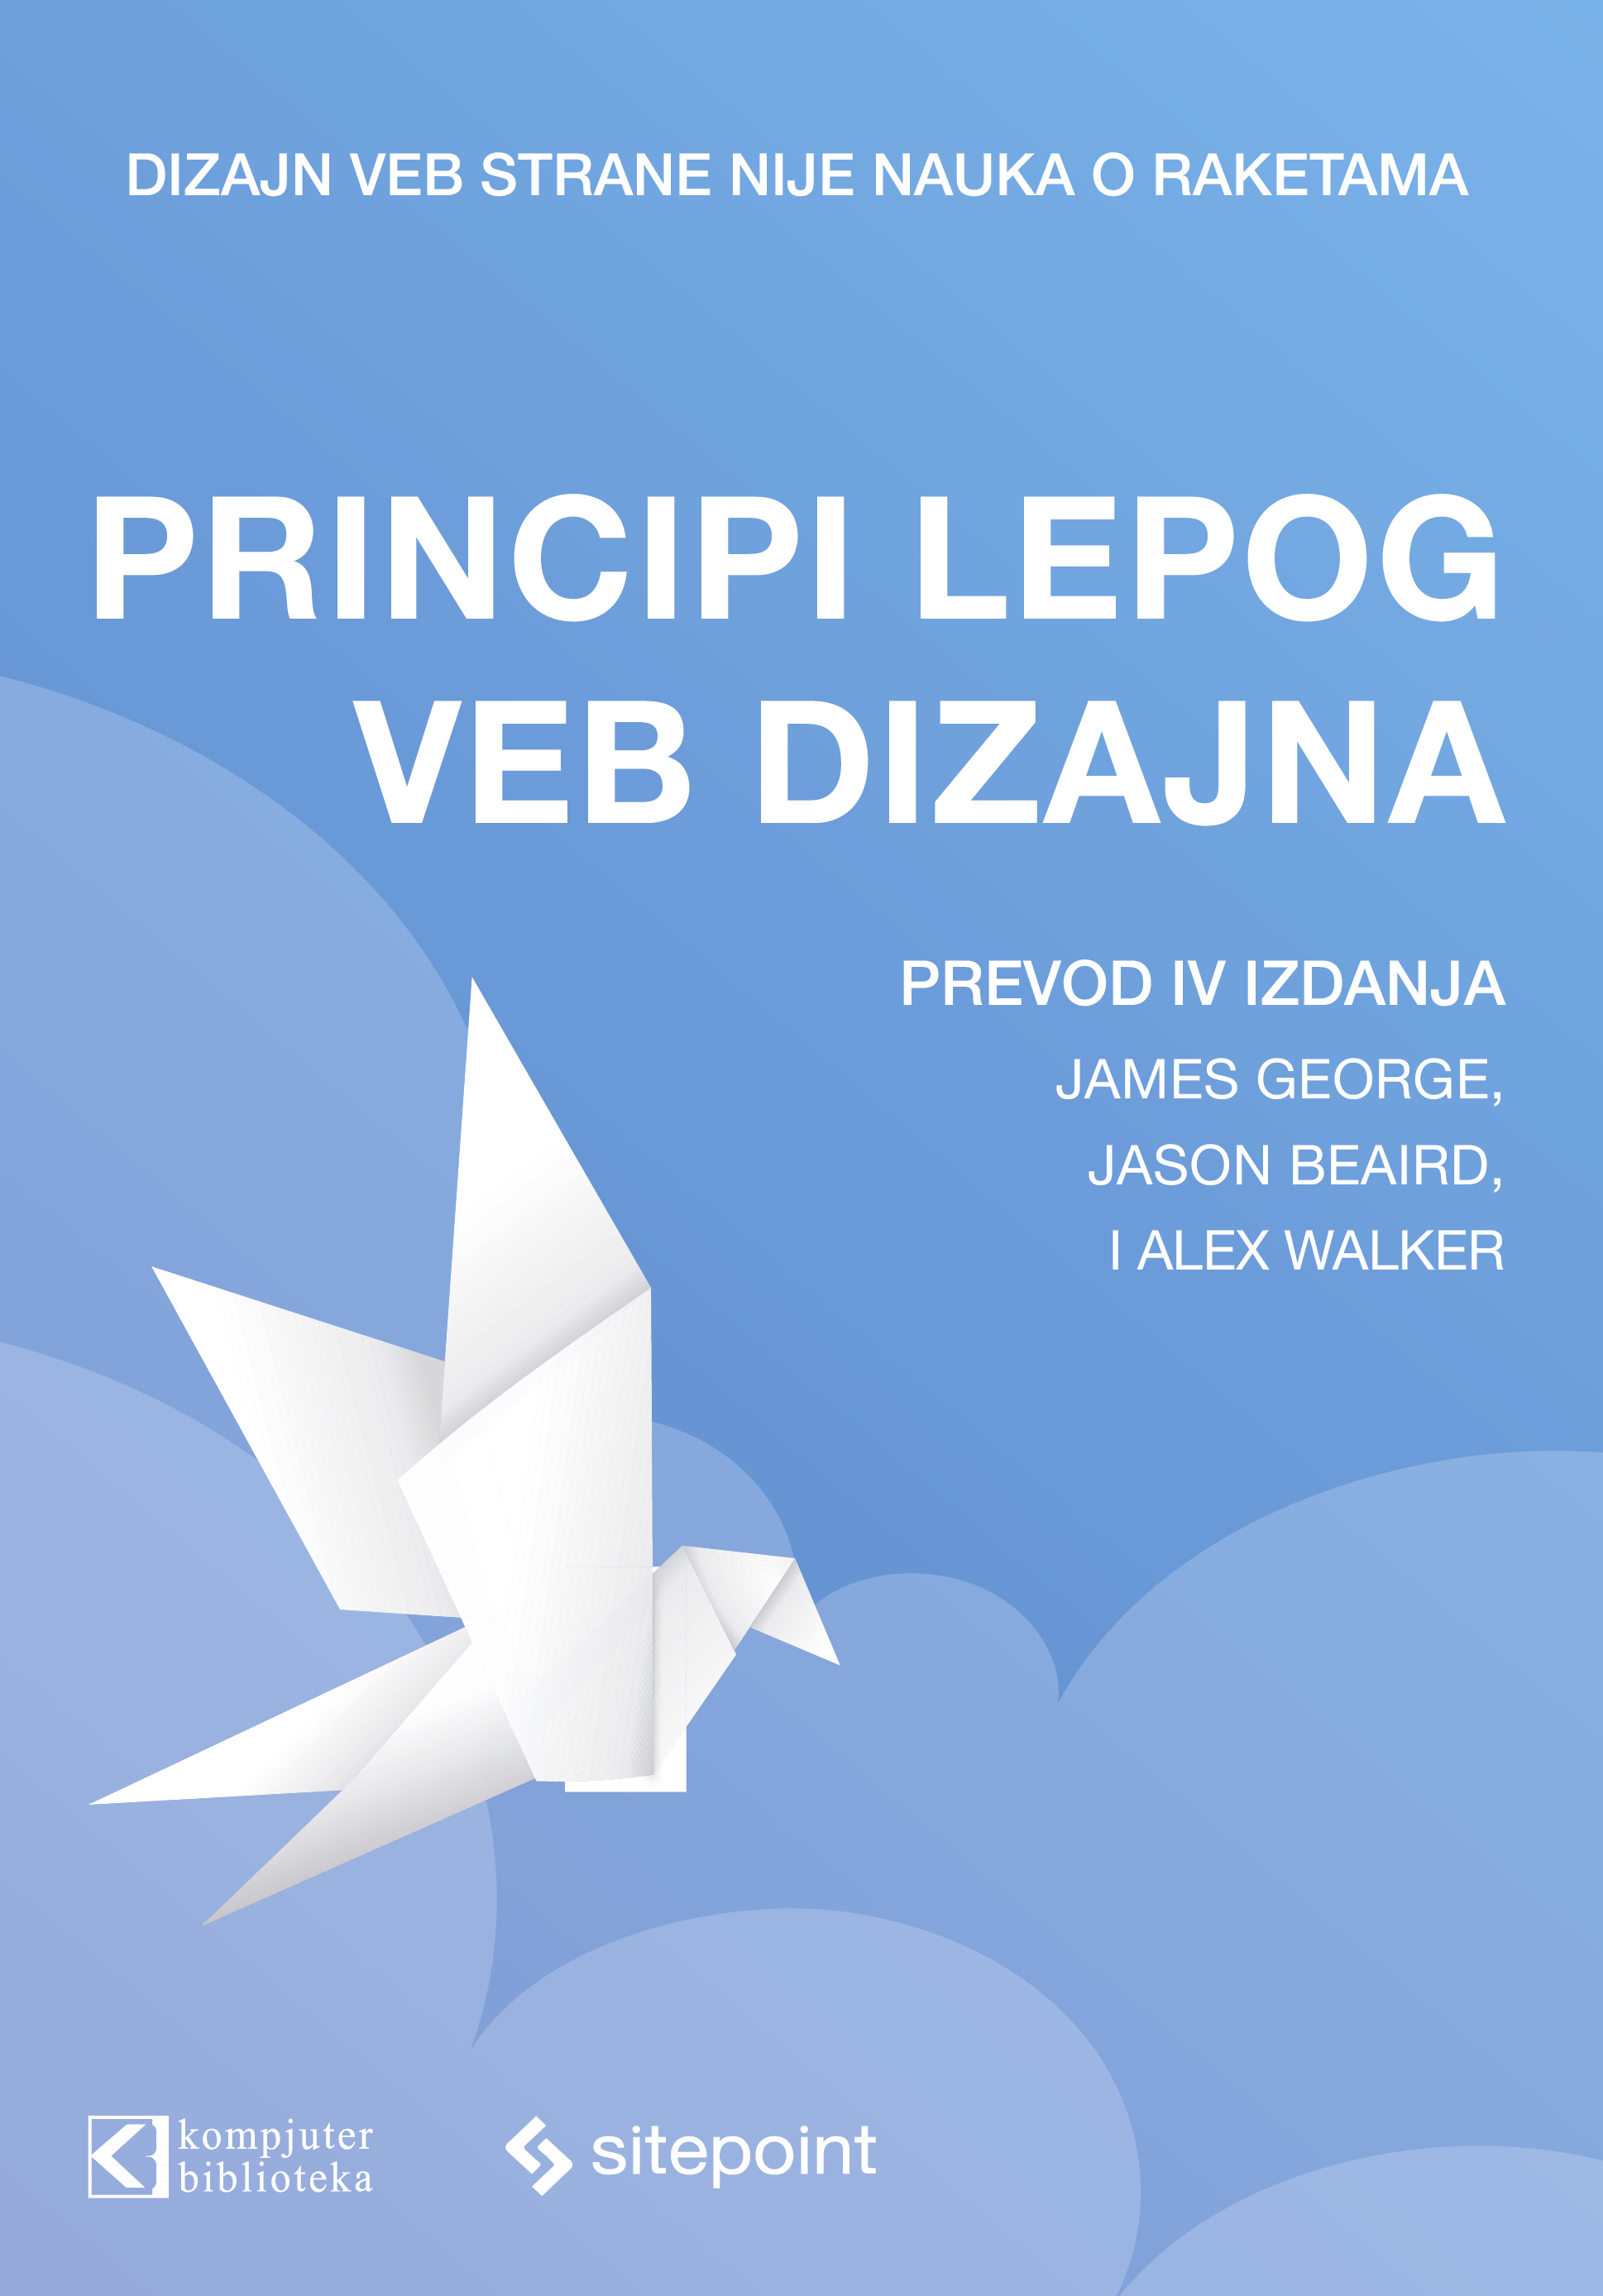 DIZAJN VEB STRANE NIJE NAUKA O RAKETAMA
PRINCIPI LEPOG
VEB DIZAJNA
PREVOD IV IZDANJA
JAMES GEORGE,
JASON BEAIRD,
I ALEX WALKER
kompjuter
biblioteka
sitepoint